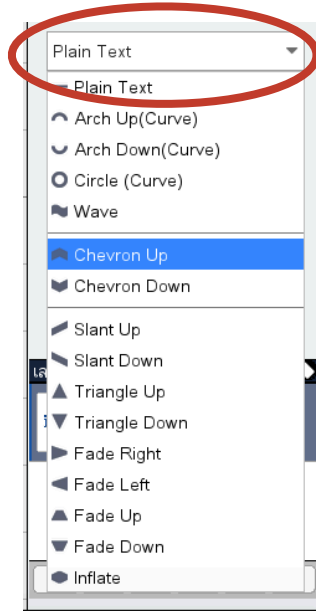 Plain Text
Plain Text
Arch Up(Curve)
Arch Down(Curve)
Circle (Curve)
Wave
Chevron Up
Chevron Down
Slant Up
Slant Down
Triangle Up
Triangle Down
Fade Right
Fade Left
Fade Up
Fade Down
Inflate